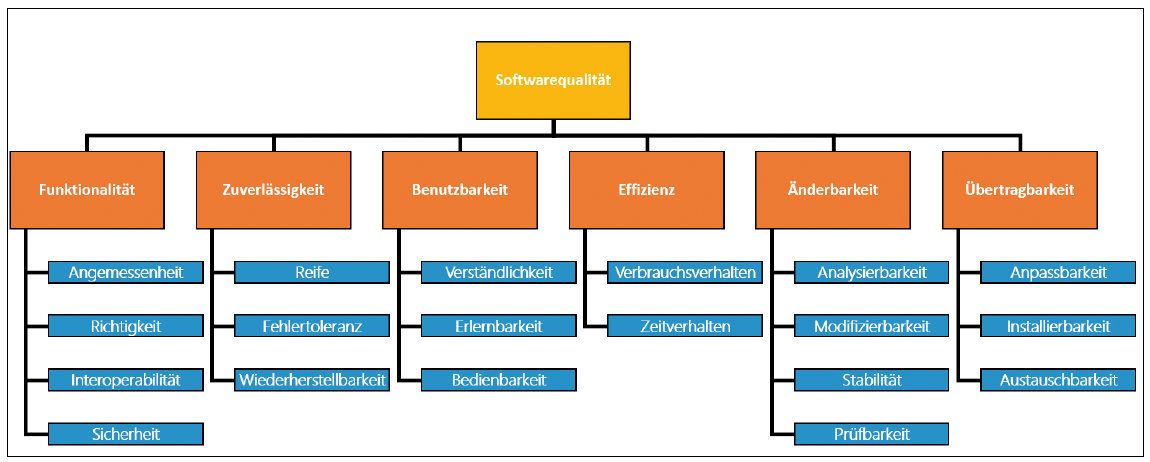 Softwarequalität
Funktionalität
Zuverlässigkeit
Benutzbarkeit
Effizienz
Änderbarkeit
Übertragbarkeit
Angemessenheit
Richtigkeit
Interoperabilität
Sicherheit
Reife
Fehlertoleranz
Wiederherstellbarkeit
Verständlichkeit
Erlernbarkeit
Bedienbarkeit
Verbrauchsverhalten
Zeitverhalten
Analysierbarkeit
Modifizierbarkeit
Stabilität
Prüfbarkeit
Anpassbarkeit
Installierbarkeit
Austauschbarkeit